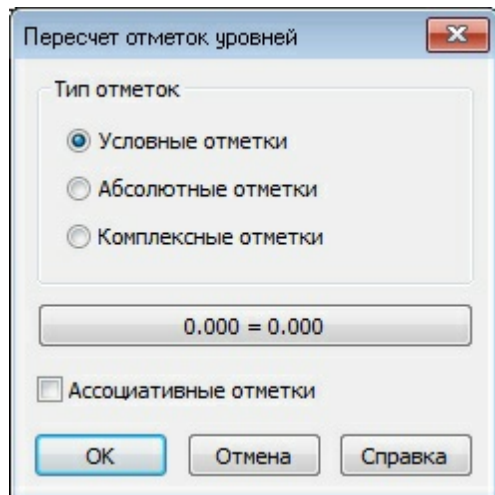 Пересчет отметок уровней
Тип отметок
Условные отметки
Абсолютные отметки
Комплексные отметки
0.000 = 0.000
Ассоциативные отметки
OK Отмена Справка